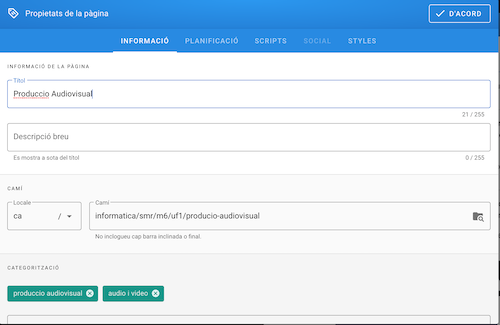 Propietats de la pàgina
D'ACORD
INFORMACIÓ PLANIFICACIÓ SCRIPTS SOCIAL STYLES
INFORMACIÓ DE LA PÀGINA
Títol
Produccio Audiovisual
21 / 255
Descripció breu
Es mostra a sota del títol
0 / 255
CAMÍ
Locale
ca /
Camí
informatica/smr/m6/uf1/producio-audiovisual
No inclogueu cap barra inclinada o final.
CATEGORITZACIÓ
produccio audiovisual
audio i video